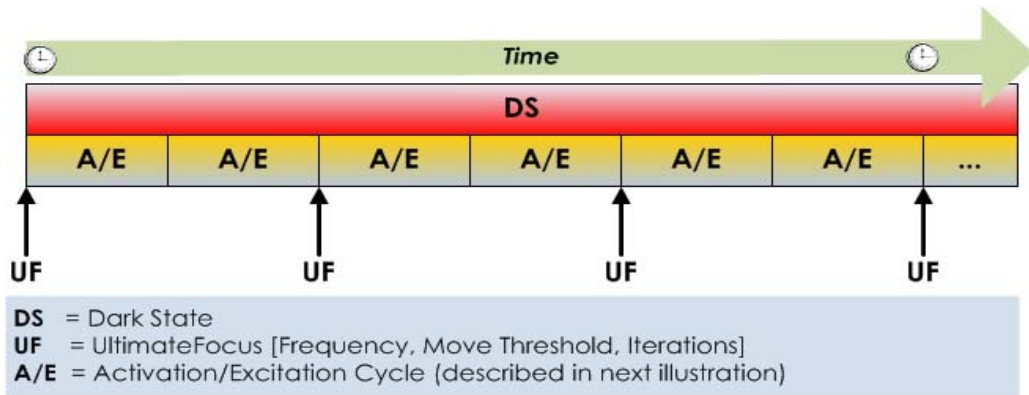 Time
DS
A/E A/E A/E A/E A/E A/E ...
UF UF UF UF
DS = Dark State
UF = UltimateFocus [Frequency, Move Threshold, Iterations]
A/E = Activation/Excitation Cycle (described in next illustration)